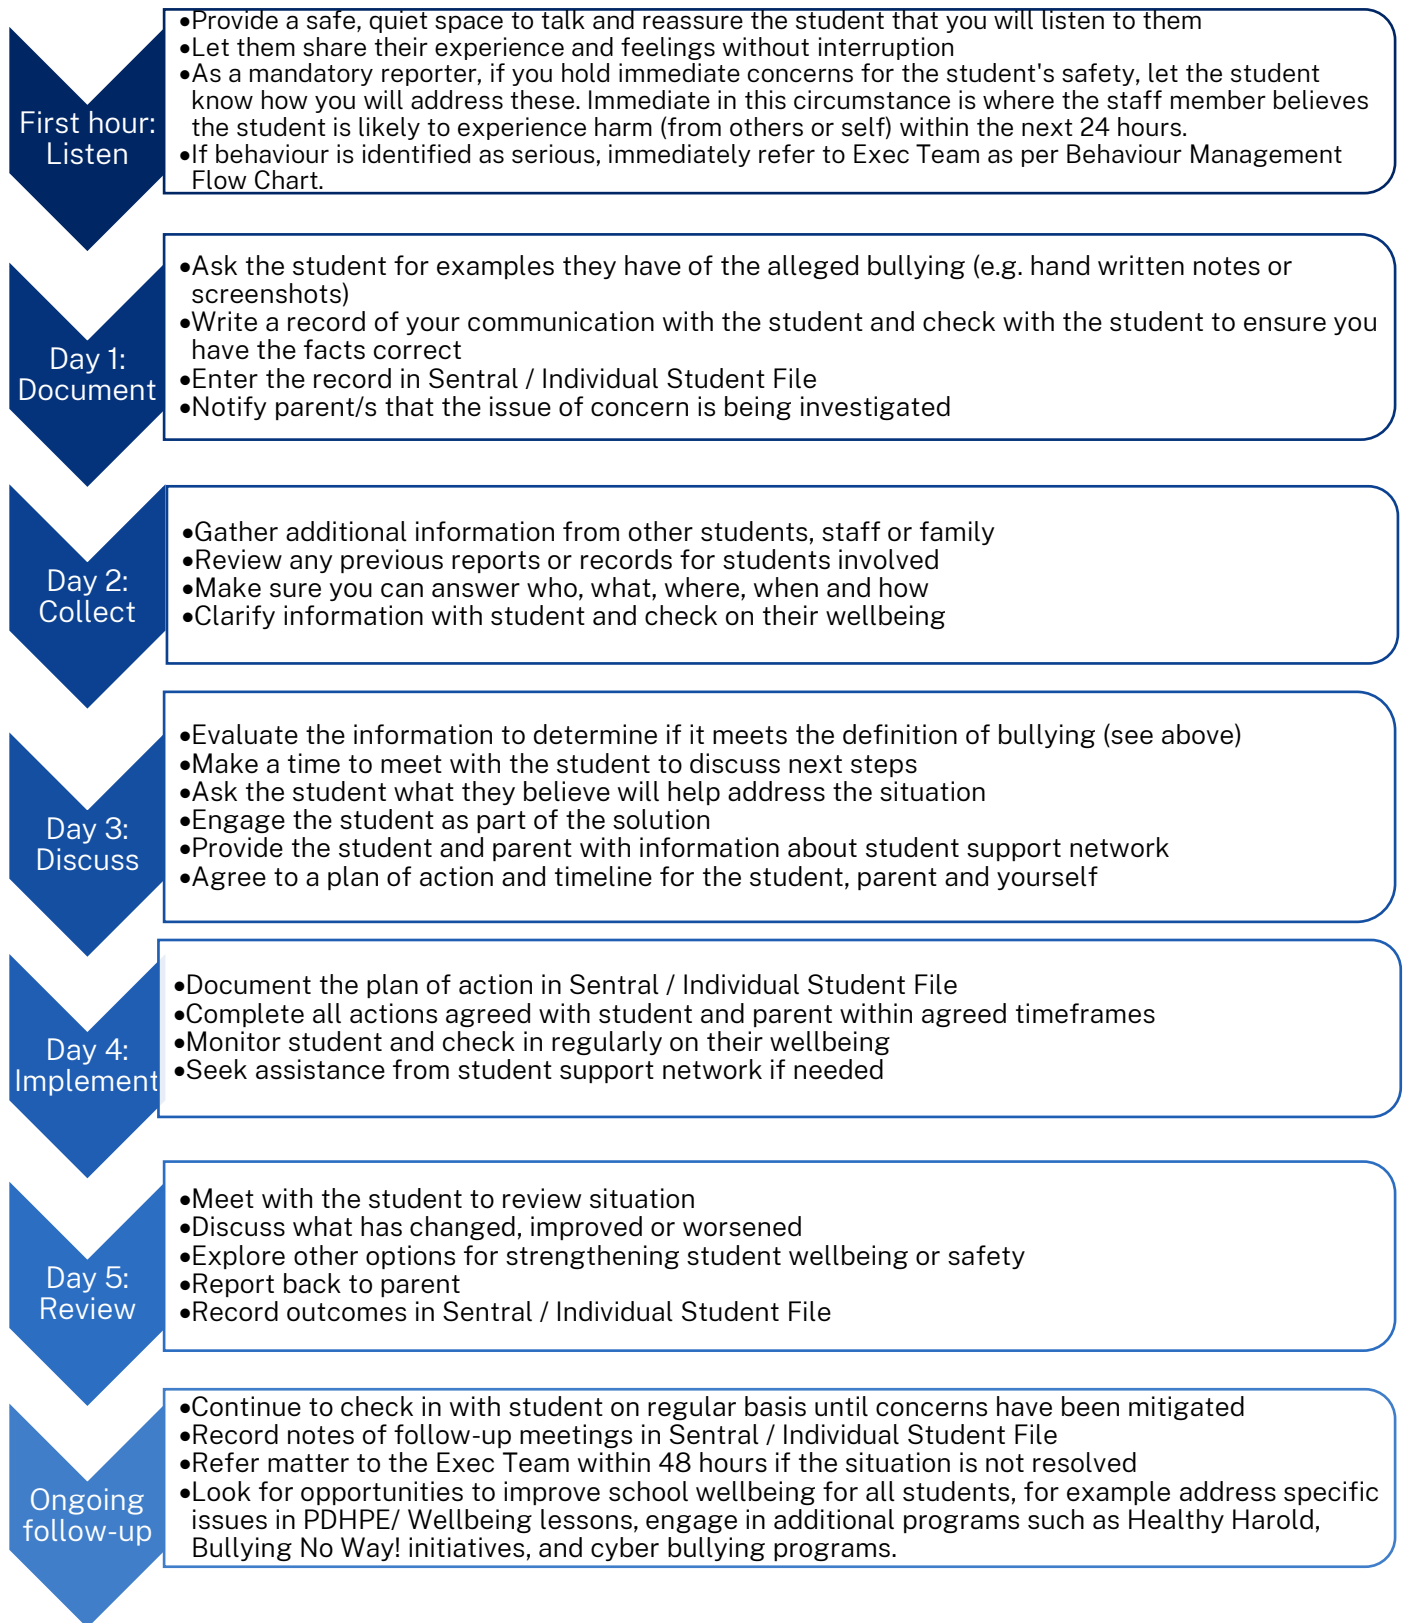 First hour:
Listen
•Provide a safe, quiet space to talk and reassure the student that you will listen to them
•Let them share their experience and feelings without interruption
•As a mandatory reporter, if you hold immediate concerns for the student's safety, let the student
know how you will address these. Immediate in this circumstance is where the staff member believes
the student is likely to experience harm (from others or self) within the next 24 hours.
•If behaviour is identified as serious, immediately refer to Exec Team as per Behaviour Management
Flow Chart.
Day 1:
Document
•Ask the student for examples they have of the alleged bullying (e.g. hand written notes or
screenshots)
•Write a record of your communication with the student and check with the student to ensure you
have the facts correct
•Enter the record in Sentral / Individual Student File
•Notify parent/s that the issue of concern is being investigated
Day 2:
Collect
•Gather additional information from other students, staff or family
•Review any previous reports or records for students involved
•Make sure you can answer who, what, where, when and how
•Clarify information with student and check on their wellbeing
Day 3:
Discuss
•Evaluate the information to determine if it meets the definition of bullying (see above)
•Make a time to meet with the student to discuss next steps
•Ask the student what they believe will help address the situation
•Engage the student as part of the solution
•Provide the student and parent with information about student support network
•Agree to a plan of action and timeline for the student, parent and yourself
Day 4:
Implement
•Document the plan of action in Sentral / Individual Student File
•Complete all actions agreed with student and parent within agreed timeframes
•Monitor student and check in regularly on their wellbeing
•Seek assistance from student support network if needed
Day 5:
Review
•Meet with the student to review situation
•Discuss what has changed, improved or worsened
•Explore other options for strengthening student wellbeing or safety
•Report back to parent
•Record outcomes in Sentral / Individual Student File
Ongoing
follow-up
•Continue to check in with student on regular basis until concerns have been mitigated
•Record notes of follow-up meetings in Sentral / Individual Student File
•Refer matter to the Exec Team within 48 hours if the situation is not resolved
•Look for opportunities to improve school wellbeing for all students, for example address specific
issues in PDHPE/ Wellbeing lessons, engage in additional programs such as Healthy Harold,
Bullying No Way! initiatives, and cyber bullying programs.